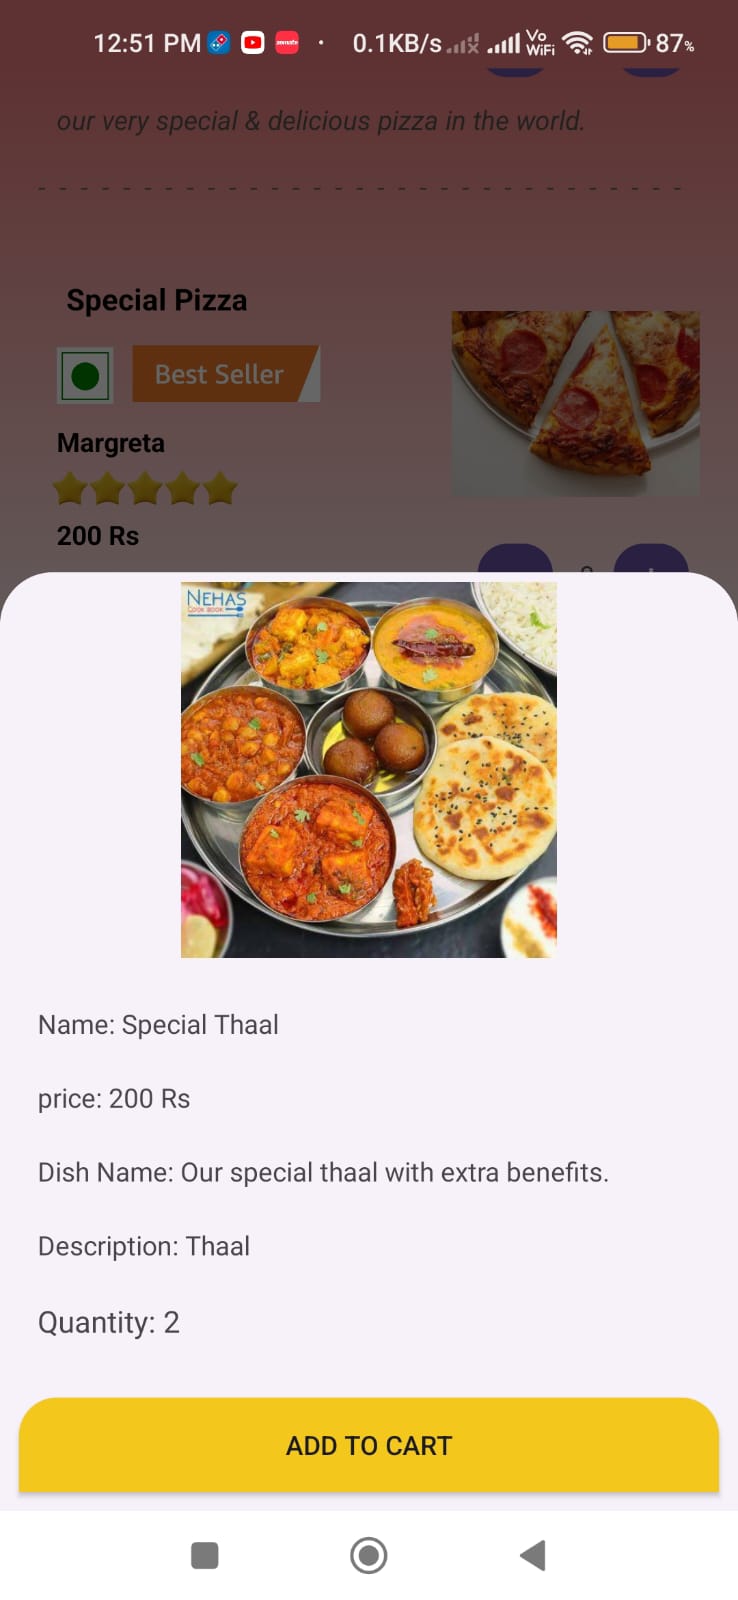 12:51 PM
0.1KB/s
Vo
WiFi
87%
our very special & delicious pizza in the world.
Special Pizza
Best Seller
Margreta
200 Rs
NEHAS
COOK BOOK
Name: Special Thaal
price: 200 Rs
Dish Name: Our special thaal with extra benefits.
Description: Thaal
Quantity: 2
ADD TO CART